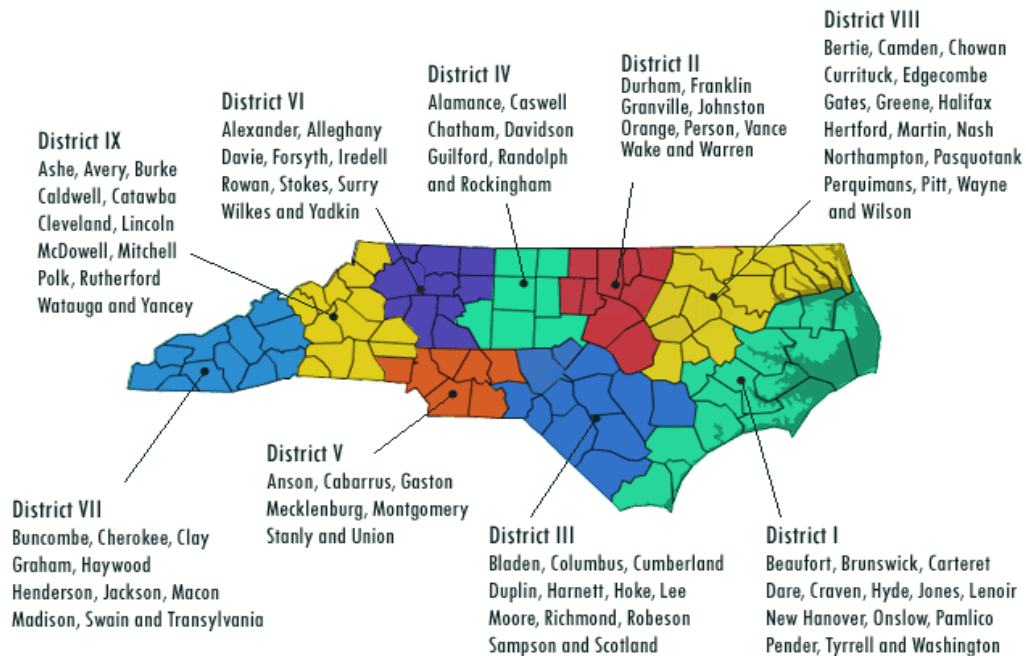 District VIII
Bertie, Camden, Chowan
Currituck, Edgecombe
Gates, Greene, Halifax
Hertford, Martin, Nash
Northampton, Pasquotank
Perquimans, Pitt, Wayne
and Wilson
District II
Durham, Franklin
Granville, Johnston
Orange, Person, Vance
Wake and Warren
District IV
Alamance, Caswell
Chatham, Davidson
Guilford, Randolph
and Rockingham
District VI
Alexander, Alleghany
Davie, Forsyth, Iredell
Rowan, Stokes, Surry
Wilkes and Yadkin
District IX
Ashe, Avery, Burke
Caldwell, Catawba
Cleveland, Lincoln
McDowell, Mitchell
Polk, Rutherford
Watauga and Yancey
District V
Anson, Cabarrus, Gaston
Mecklenburg, Montgomery
Stanly and Union
District VII
Buncombe, Cherokee, Clay
Graham, Haywood
Henderson, Jackson, Macon
Madison, Swain and Transylvania
District III
Bladen, Columbus, Cumberland
Duplin, Harnett, Hoke, Lee
Moore, Richmond, Robeson
Sampson and Scotland
District I
Beaufort, Brunswick, Carteret
Dare, Craven, Hyde, Jones, Lenoir
New Hanover, Onslow, Pamlico
Pender, Tyrrell and Washington